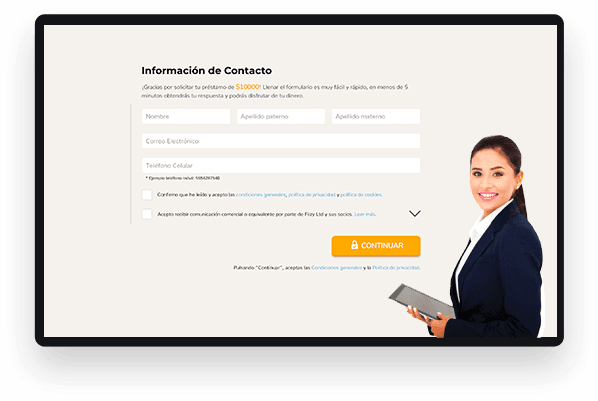 Información de Contacto
¡Gracias por solicitar tu préstamo de $10000! Llenar el formulario es muy fácil y rápido, en menos de 5
minutos obtendrás tu respuesta y podrás disfrutar de tu dinero.
Nombre Apellido paterno Apellido materno
Correo Electrónico
Teléfono Celular
* Ejemplo teléfono móvil:
Confirme que he leído y acepto las condiciones generales, política de privacidad y política de cookies.
Acepto recibir comunicación comercial o equivalente por parte de Fiizy Ltd y sus socios. Leer más.
CONTINUAR
Pulsando "Continuar", aceptas las Condiciones generales y la Política de privacidad.